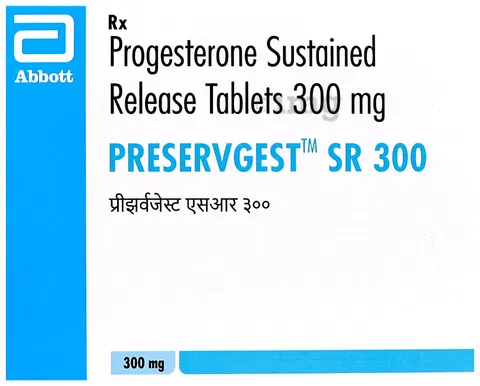 Abbott
Rx
Progesterone Sustained
Release Tablets 300 mg
PRESERVGEST™ SR 300
प्रीझर्वजेस्ट एसआर ३००
300 mg